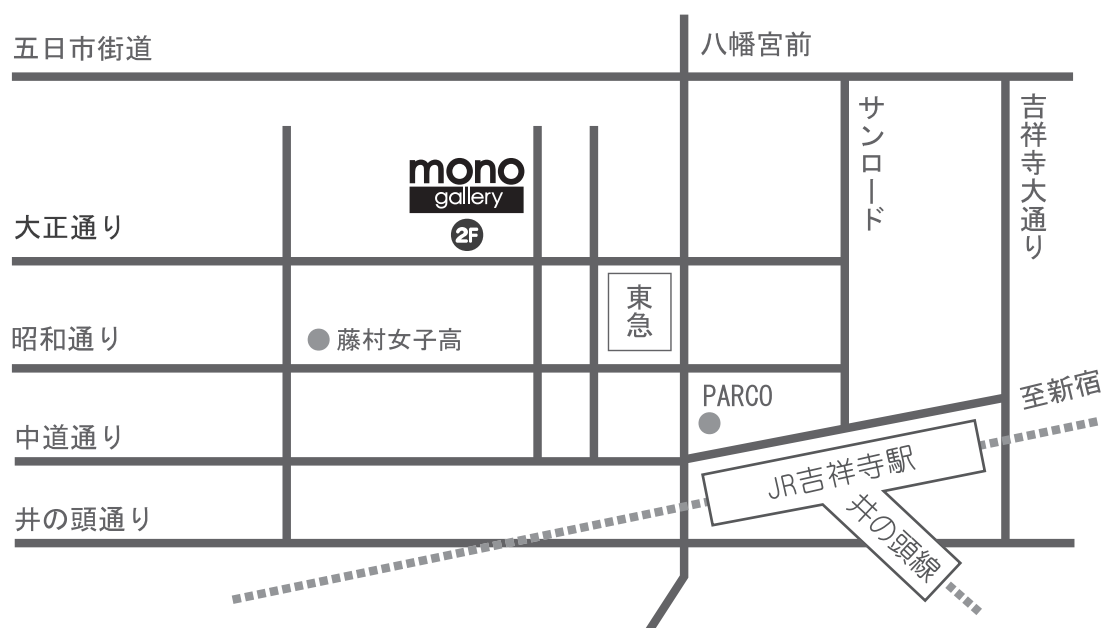 五日市街道
八幡宮前
サンロード
吉祥寺大通り
mono
gallery
2F
大正通り
東急
昭和通り
藤村女子高
PARCO
至新宿
中道通り
JR吉祥寺駅
井の頭通り
井の頭線